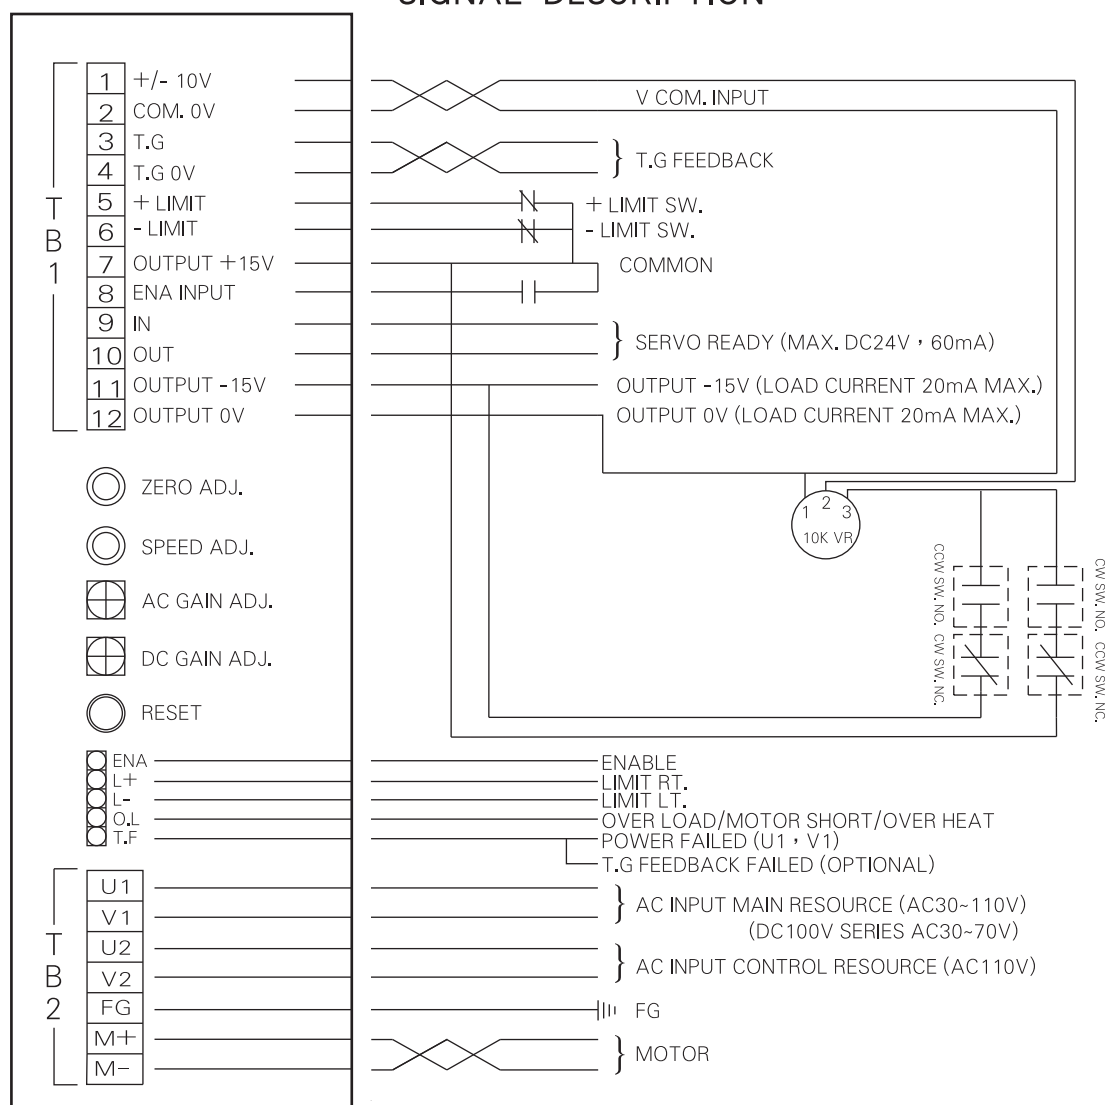 SIGNAL DESCRIPTION
TB1
1 +/- 10V
2 COM. 0V
V COM. INPUT
3 T.G
4 T.G 0V
} T.G FEEDBACK
5 + LIMIT
+ LIMIT SW.
6 - LIMIT
- LIMIT SW.
7 OUTPUT +15V
COMMON
8 ENA INPUT
9 IN
10 OUT
} SERVO READY (MAX. DC24V , 60mA)
11 OUTPUT -15V
OUTPUT -15V (LOAD CURRENT 20mA MAX.)
12 OUTPUT 0V
OUTPUT 0V (LOAD CURRENT 20mA MAX.)
ZERO ADJ.
SPEED ADJ.
AC GAIN ADJ.
DC GAIN ADJ.
RESET
1 2 3
10K VR
CCW SW. NO. CW SW. NC.
CW SW. NO. CCW SW. NC.
ENA
ENABLE
L+
LIMIT RT.
L-
LIMIT LT.
O.L
OVER LOAD/MOTOR SHORT/OVER HEAT
T.F
POWER FAILED (U1 , V1)
T.G FEEDBACK FAILED (OPTIONAL)
TB2
U1
V1
} AC INPUT MAIN RESOURCE (AC30~110V)
(DC100V SERIES AC30~70V)
U2
V2
} AC INPUT CONTROL RESOURCE (AC110V)
FG
FG
M+
M-
} MOTOR